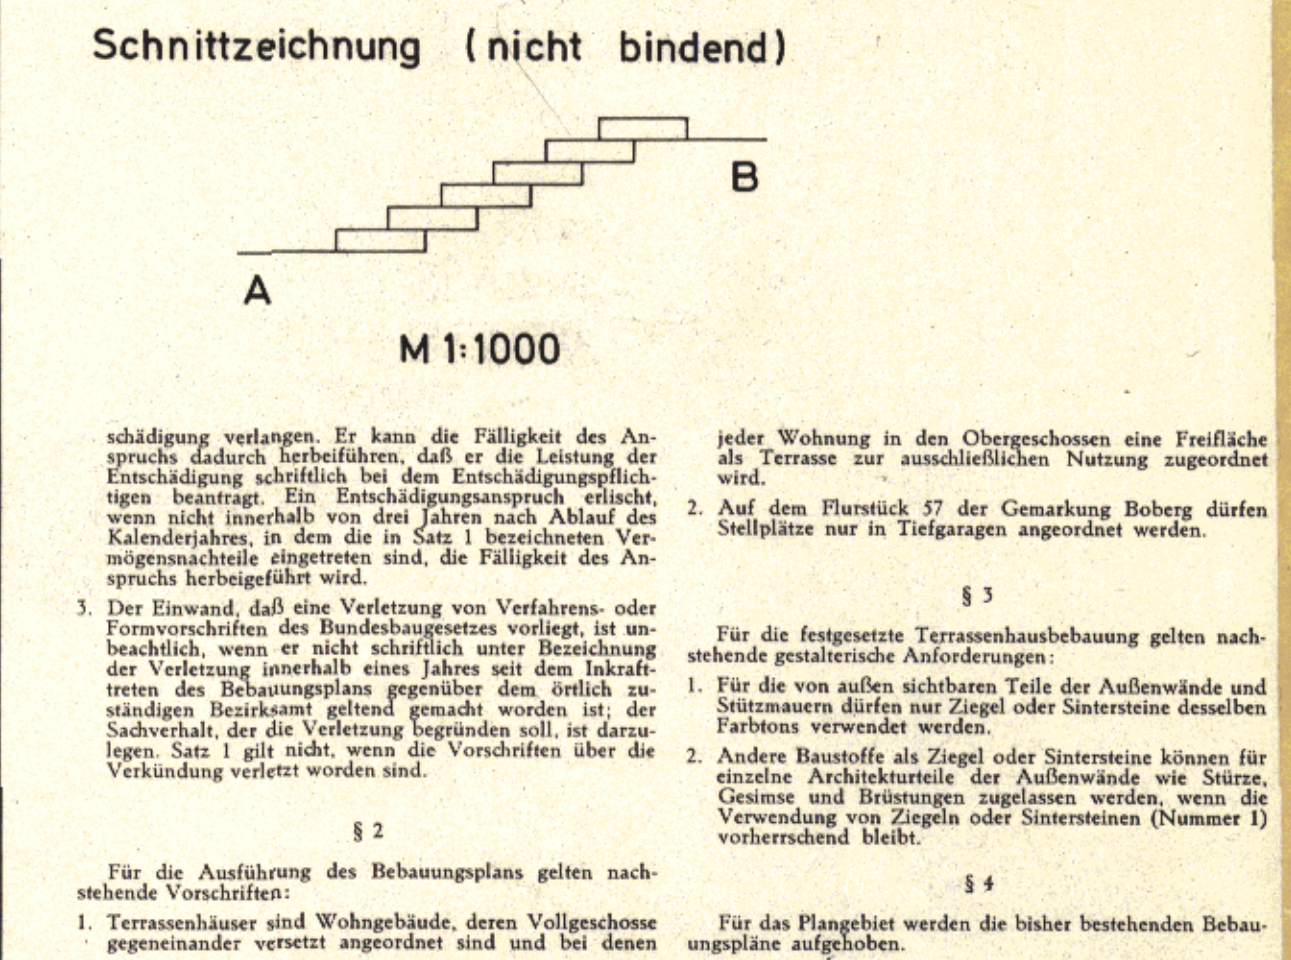 Schnittzeichnung (nicht bindend)
B
A
M 1:1000
schädigung verlangen. Er kann die Fälligkeit des An-
spruchs dadurch herbeiführen, daß er die Leistung der
Entschädigung schriftlich bei dem Entschädigungspflich-
tigen beantragt. Ein Entschädigungsanspruch erlischt,
wenn nicht innerhalb von drei Jahren nach Ablauf des
Kalenderjahres, in dem die in Satz 1 bezeichneten Ver-
mögensnachteile eingetreten sind, die Fälligkeit des An-
spruchs herbeigeführt wird.
3. Der Einwand, daß eine Verletzung von Verfahrens- oder
Formvorschriften des Bundesbaugesetzes vorliegt, ist un-
beachtlich, wenn er nicht schriftlich unter Bezeichnung
der Verletzung innerhalb eines Jahres seit dem Inkraft-
treten des Bebauungsplans gegenüber dem örtlich zu-
ständigen Bezirksamt geltend gemacht worden ist; der
Sachverhalt, der die Verletzung begründen soll, ist darzu-
legen. Satz 1 gilt nicht, wenn die Vorschriften über die
Verkündung verletzt worden sind.
§ 2
Für die Ausführung des Bebauungsplans gelten nach-
stehende Vorschriften:
1. Terrassenhäuser sind Wohngebäude, deren Vollgeschosse
gegeneinander versetzt angeordnet sind und bei denen
jeder Wohnung in den Obergeschossen eine Freifläche
als Terrasse zur ausschließlichen Nutzung zugeordnet
wird.
2. Auf dem Flurstück 57 der Gemarkung Boberg dürfen
Stellplätze nur in Tiefgaragen angeordnet werden.
§ 3
Für die festgesetzte Terrassenhausbebauung gelten nach-
stehende gestalterische Anforderungen:
1. Für die von außen sichtbaren Teile der Außenwände und
Stützmauern dürfen nur Ziegel oder Sintersteine desselben
Farbtons verwendet werden.
2. Andere Baustoffe als Ziegel oder Sintersteine können für
einzelne Architekturteile der Außenwände wie Stürze,
Gesimse und Brüstungen zugelassen werden, wenn die
Verwendung von Ziegeln oder Sintersteinen (Nummer 1)
vorherrschend bleibt.
§ 4
Für das Plangebiet werden die bisher bestehenden Bebau-
ungspläne aufgehoben.